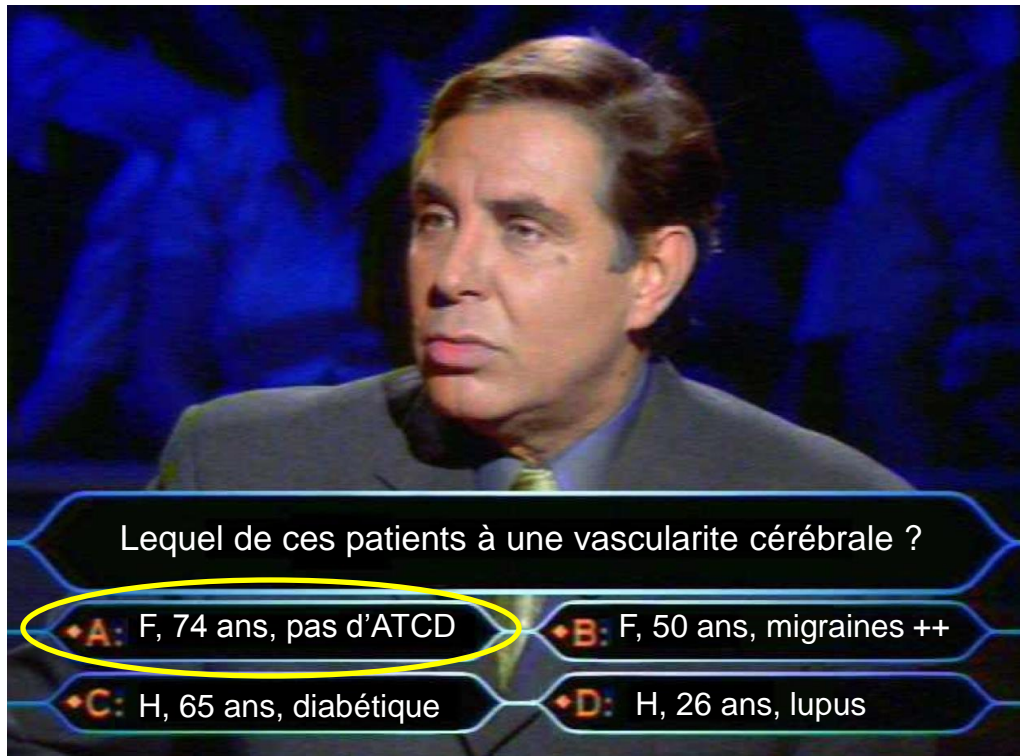 Lequel de ces patients à une vascularite cérébrale ?
A: F, 74 ans, pas d’ATCD
B: F, 50 ans, migraines ++
C: H, 65 ans, diabétique
D: H, 26 ans, lupus